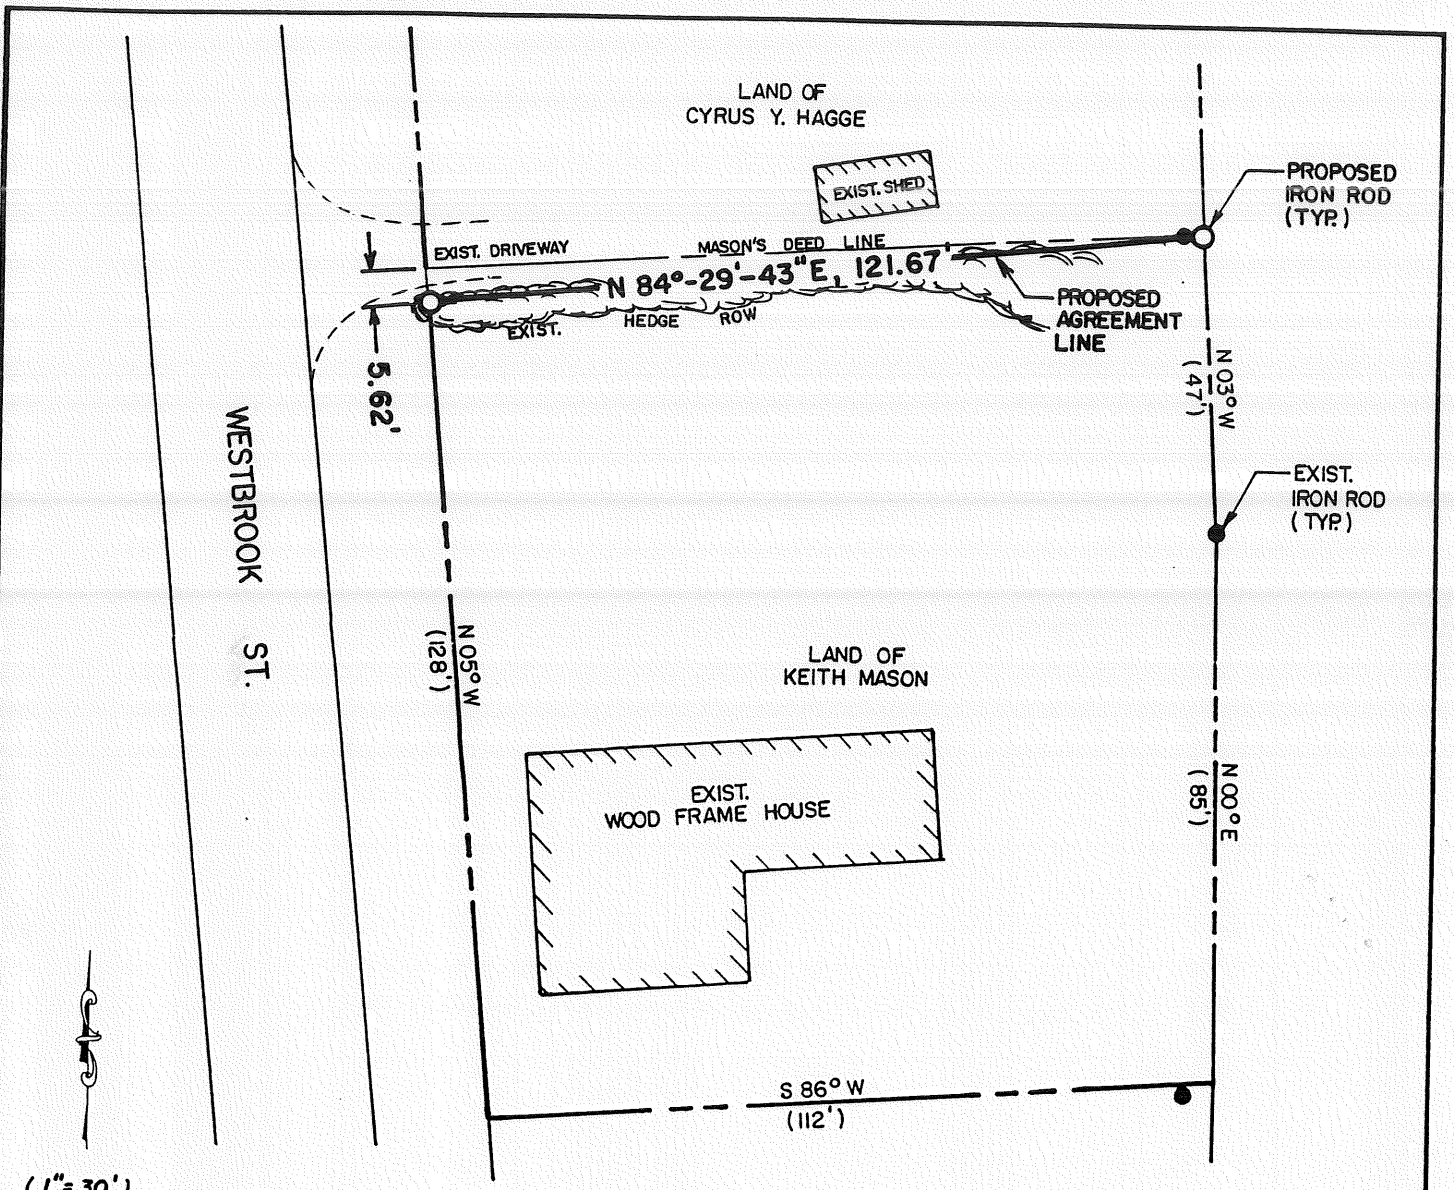 LAND OF
CYRUS Y. HAGGE
EXIST. SHED
PROPOSED
IRON ROD
(TYP.)
EXIST. DRIVEWAY
MASON'S DEED LINE
N 84°-29'-43"E, 121.67'
PROPOSED
AGREEMENT
LINE
EXIST. HEDGE ROW
5.62'
N 03°W
(47')
WESTBROOK ST.
EXIST.
IRON ROD
(TYP.)
N 05°W
(128')
LAND OF
KEITH MASON
N 00°E
(85')
EXIST.
WOOD FRAME HOUSE
S 86° W
(112')
(1"=30')